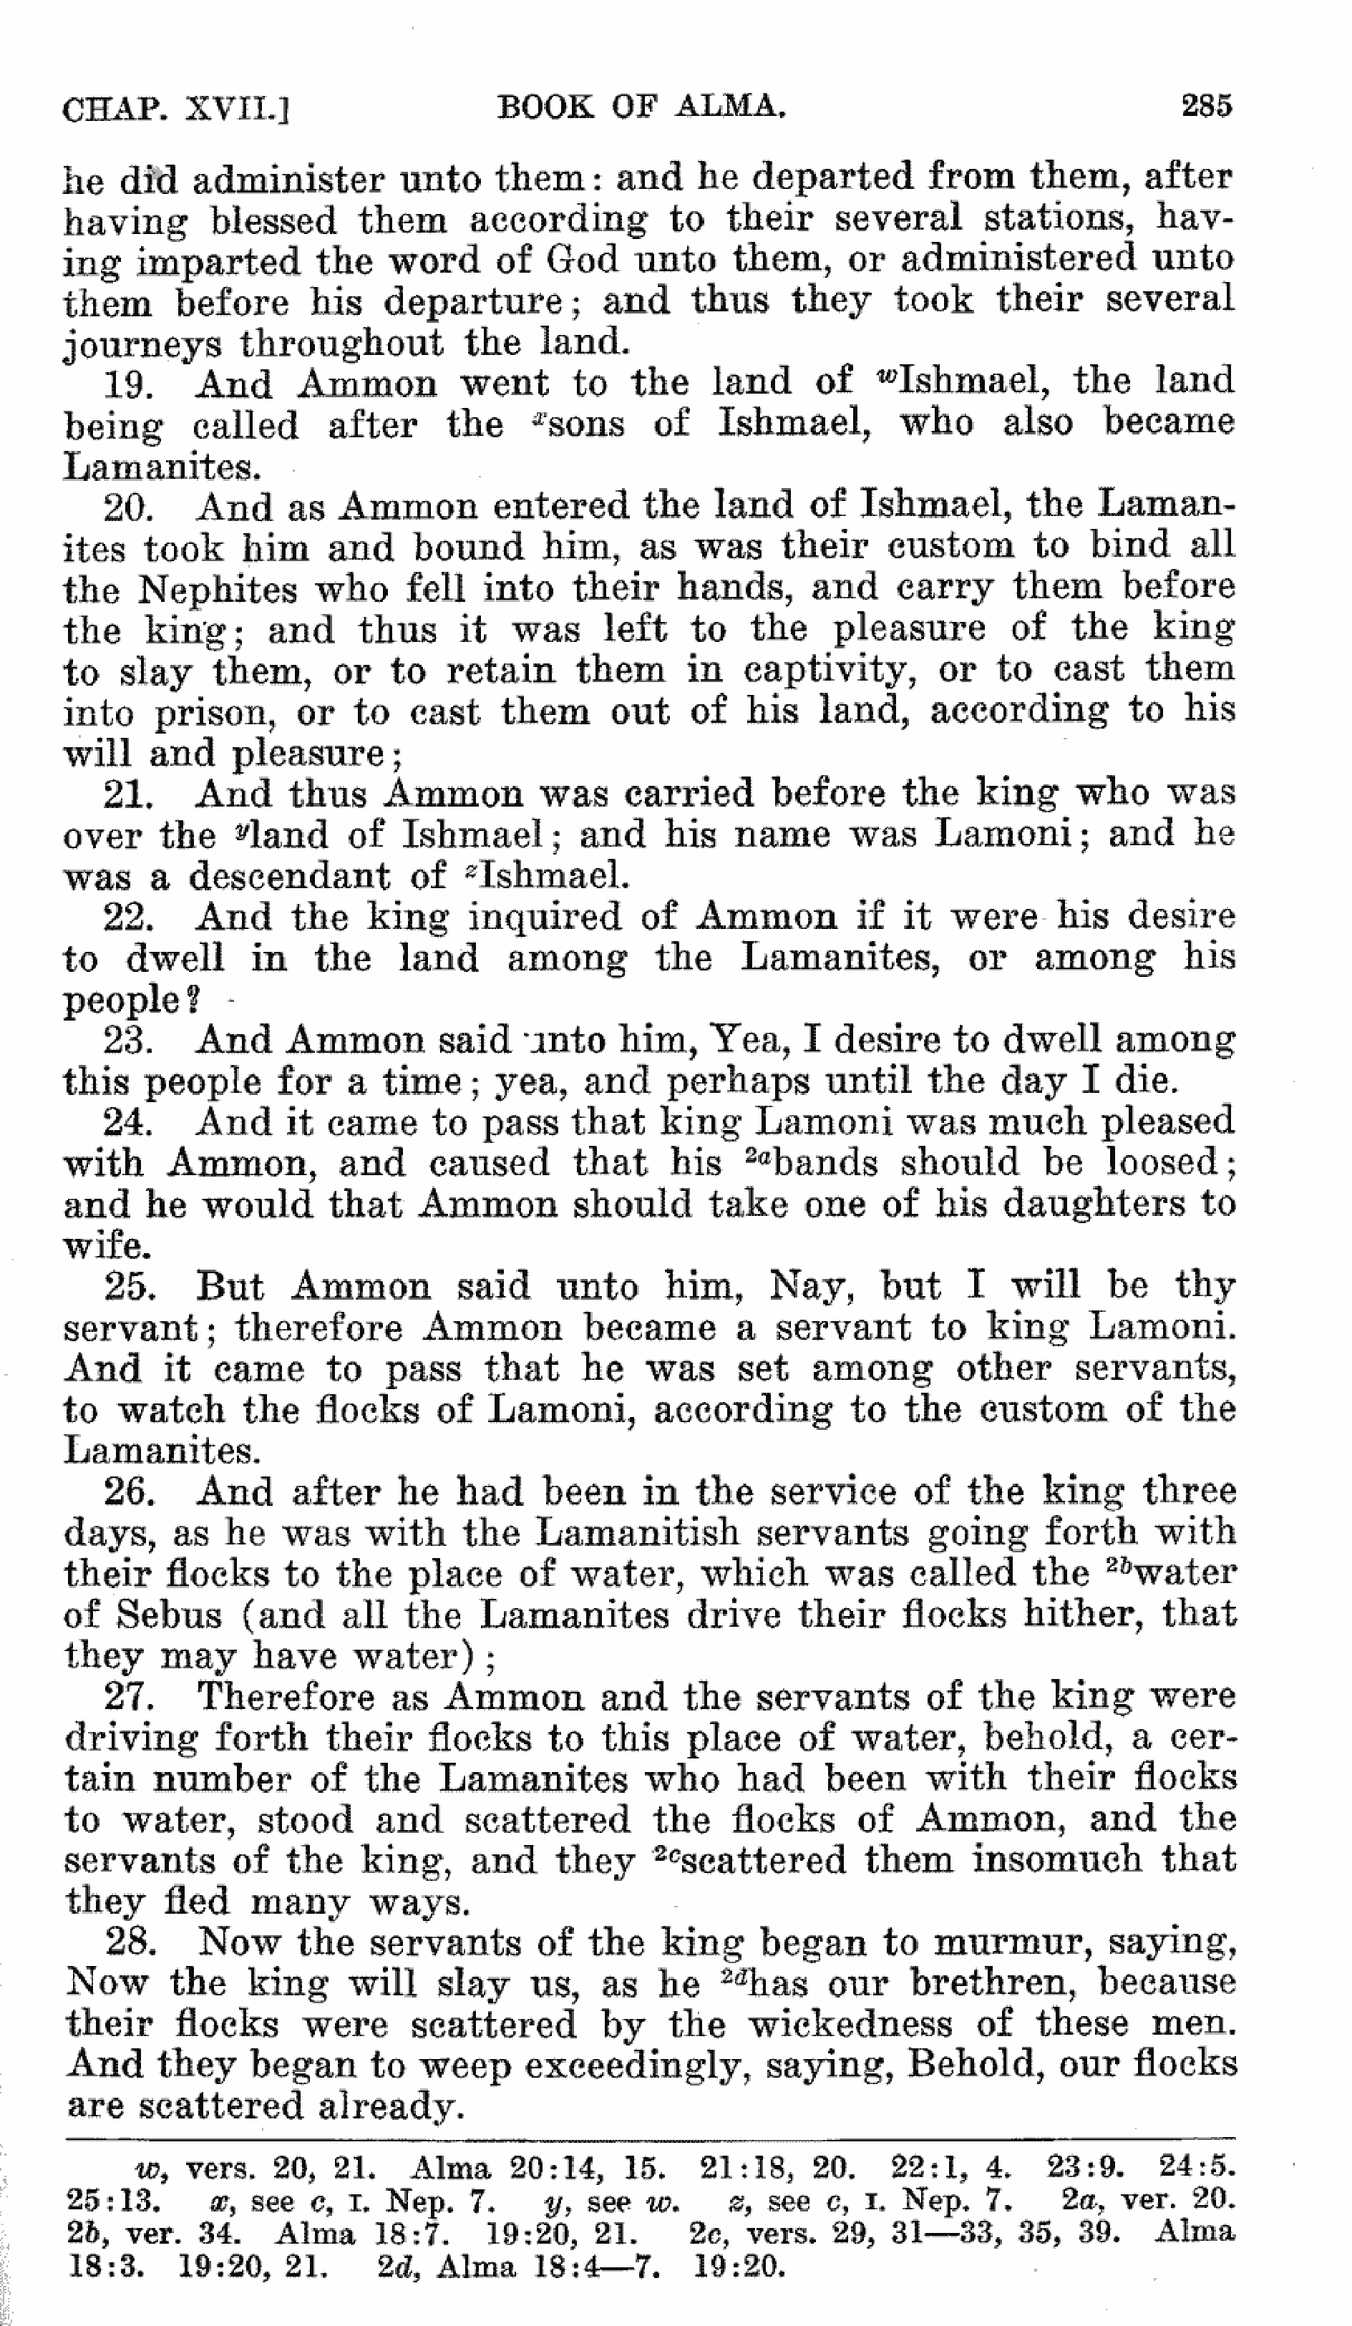 CHAP. XVII.] BOOK OF ALMA. 285
he did administer unto them: and he departed from them, after
having blessed them according to their several stations, hav-
ing imparted the word of God unto them, or administered unto
them before his departure; and thus they took their several
journeys throughout the land.
19. And Ammon went to the land of wIshmael, the land
being called after the xsons of Ishmael, who also became
Lamanites.
20. And as Ammon entered the land of Ishmael, the Laman-
ites took him and bound him, as was their custom to bind all
the Nephites who fell into their hands, and carry them before
the king; and thus it was left to the pleasure of the king
to slay them, or to retain them in captivity, or to cast them
into prison, or to cast them out of his land, according to his
will and pleasure;
21. And thus Ammon was carried before the king who was
over the yland of Ishmael; and his name was Lamoni; and he
was a descendant of zIshmael.
22. And the king inquired of Ammon if it were his desire
to dwell in the land among the Lamanites, or among his
people?
23. And Ammon said unto him, Yea, I desire to dwell among
this people for a time; yea, and perhaps until the day I die.
24. And it came to pass that king Lamoni was much pleased
with Ammon, and caused that his 2abands should be loosed;
and he would that Ammon should take one of his daughters to
wife.
25. But Ammon said unto him, Nay, but I will be thy
servant; therefore Ammon became a servant to king Lamoni.
And it came to pass that he was set among other servants,
to watch the flocks of Lamoni, according to the custom of the
Lamanites.
26. And after he had been in the service of the king three
days, as he was with the Lamanitish servants going forth with
their flocks to the place of water, which was called the 2bwater
of Sebus (and all the Lamanites drive their flocks hither, that
they may have water);
27. Therefore as Ammon and the servants of the king were
driving forth their flocks to this place of water, behold, a cer-
tain number of the Lamanites who had been with their flocks
to water, stood and scattered the flocks of Ammon, and the
servants of the king, and they 2cscattered them insomuch that
they fled many ways.
28. Now the servants of the king began to murmur, saying,
Now the king will slay us, as he 2dhas our brethren, because
their flocks were scattered by the wickedness of these men.
And they began to weep exceedingly, saying, Behold, our flocks
are scattered already.
w, vers. 20, 21. Alma 20:14, 15. 21:18, 20. 22:1, 4. 23:9. 24:5.
25:13. x, see c, I. Nep. 7. y, see w. z, see c, I. Nep. 7. 2a, ver. 20.
2b, ver. 34. Alma 18:7. 19:20, 21. 2c, vers. 29, 31—33, 35, 39. Alma
18:3. 19:20, 21. 2d, Alma 18:4—7. 19:20.